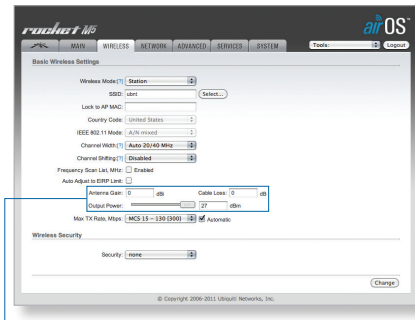 rocket M5
airOS™
MAIN WIRELESS NETWORK ADVANCED SERVICES SYSTEM Tools: Logout
Basic Wireless Settings
Wireless Mode:[?] Station
SSID: ubnt Select...
Lock to AP MAC:
Country Code: United States
IEEE 802.11 Mode: A/N mixed
Channel Width:[?] Auto 20/40 MHz
Channel Shifting:[?] Disabled
Frequency Scan List, MHz: Enabled
Auto Adjust to EIRP Limit:
Antenna Gain: 0 dBi Cable Loss: 0 dB
Output Power: 27 dBm
Max TX Rate, Mbps: MCS 15 - 130 [300] Automatic
Wireless Security
Security: none
Change
© Copyright 2006-2011 Ubiquiti Networks, Inc.